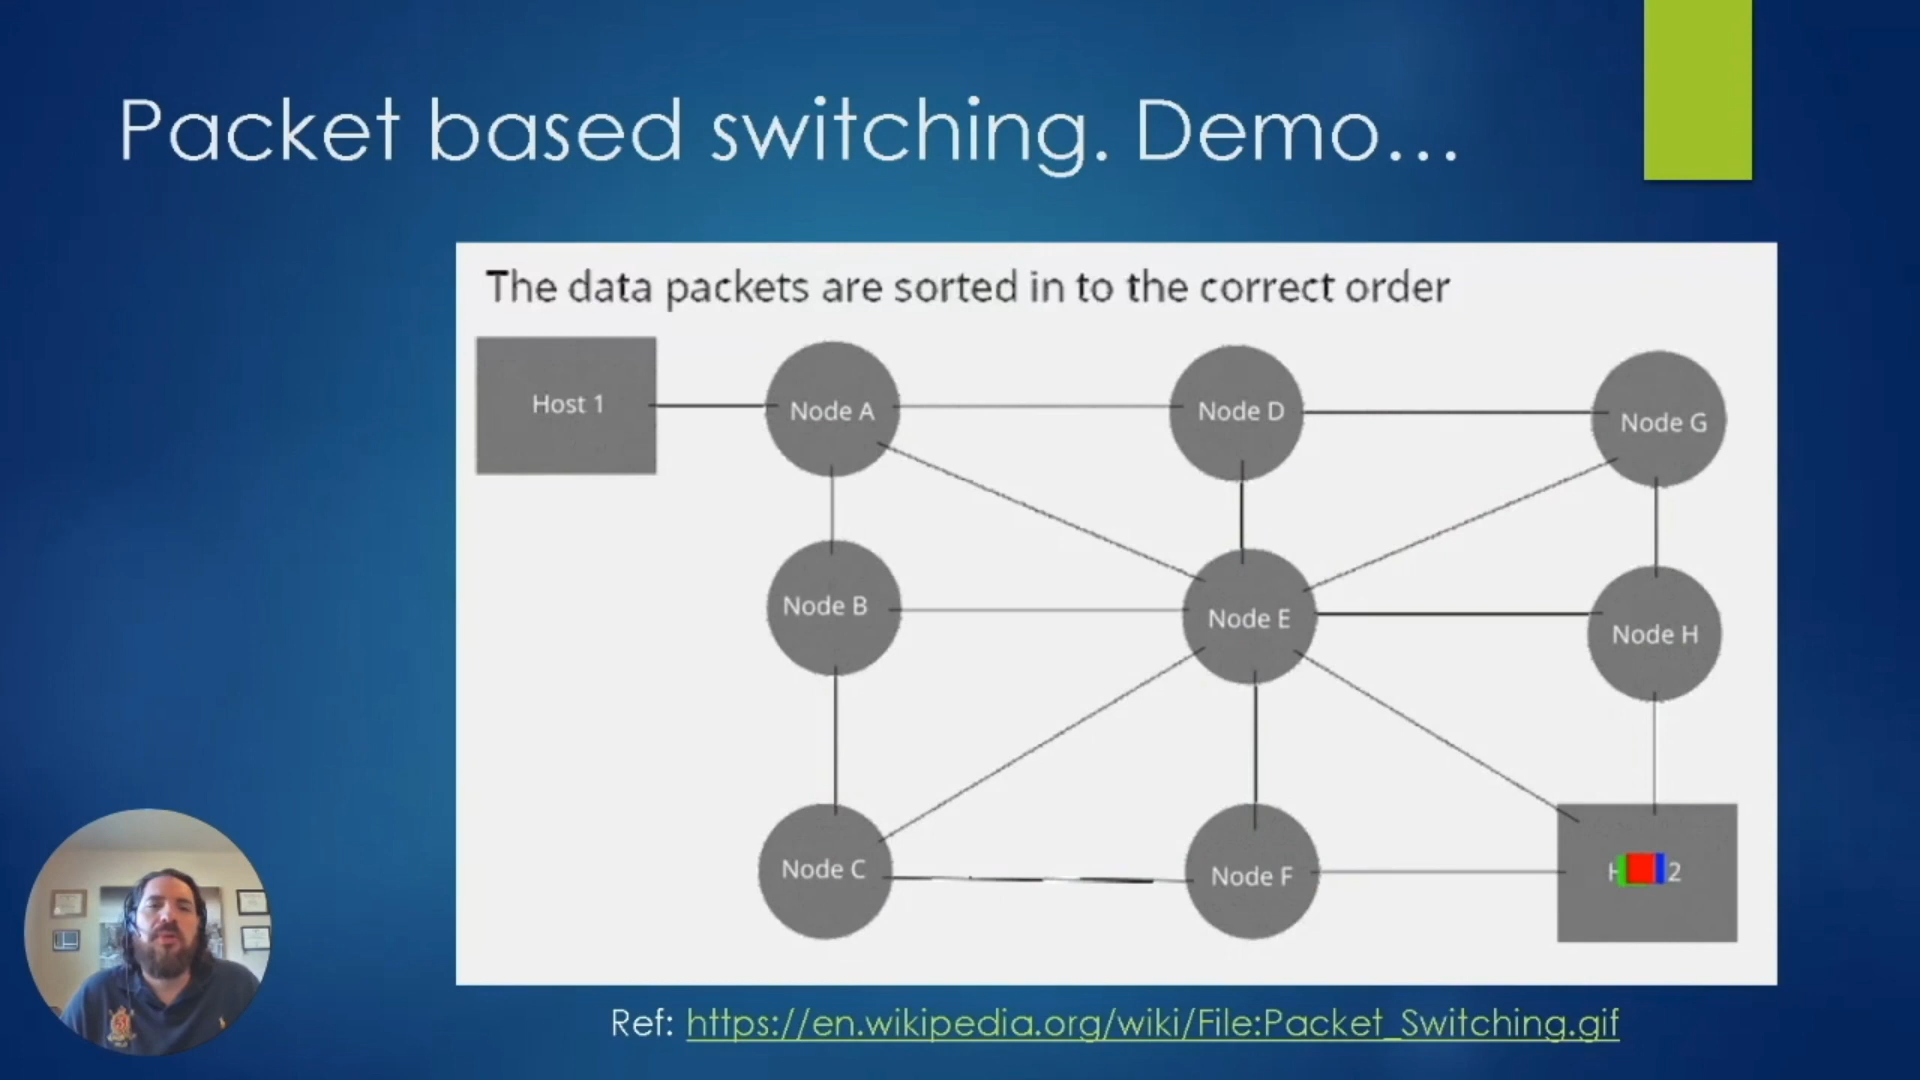 Packet based switching. Demo...
The data packets are sorted in to the correct order
Host 1
Node A
Node D
Node G
Node B
Node E
Node H
Node C
Node F
2
Ref: https://en.wikipedia.org/wiki/File:Packet_Switching.gif